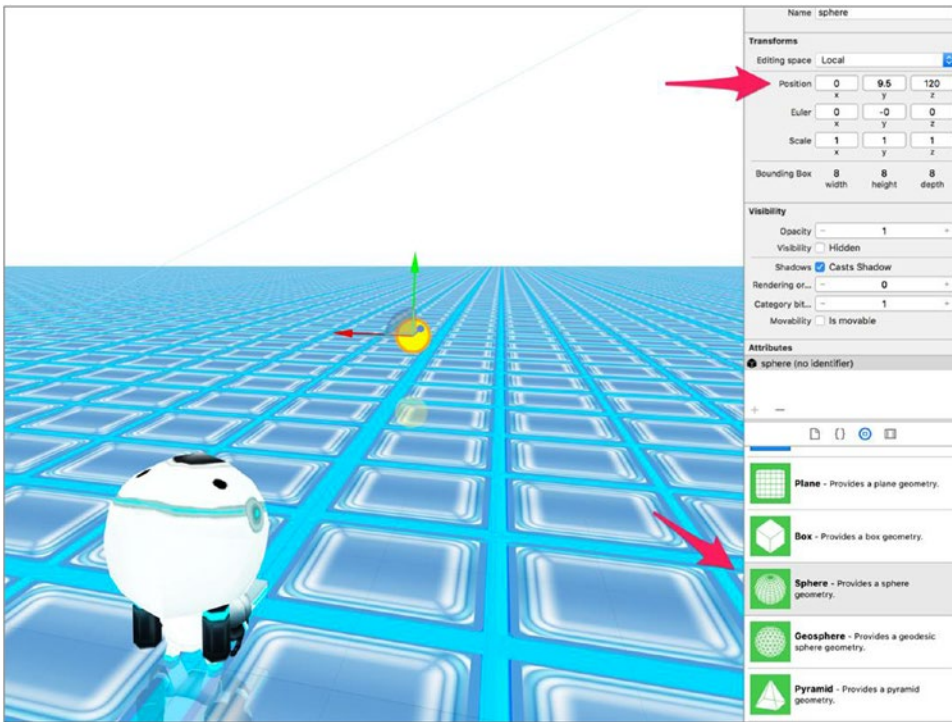 Name sphere
Transforms
Editing space Local
Position 0 9.5 120
x y z
Euler 0 -0 0
x y z
Scale 1 1 1
x y z
Bounding Box 8 8 8
width height depth
Visibility
Opacity − 1 +
Visibility Hidden
Shadows Casts Shadow
Rendering or... − 0 +
Category bit... − 1 +
Movability Is movable
Attributes
sphere (no identifier)
+ −
{}
Plane - Provides a plane geometry.
Box - Provides a box geometry.
Sphere - Provides a sphere
geometry.
Geosphere - Provides a geodesic
sphere geometry.
Pyramid - Provides a pyramid
geometry.